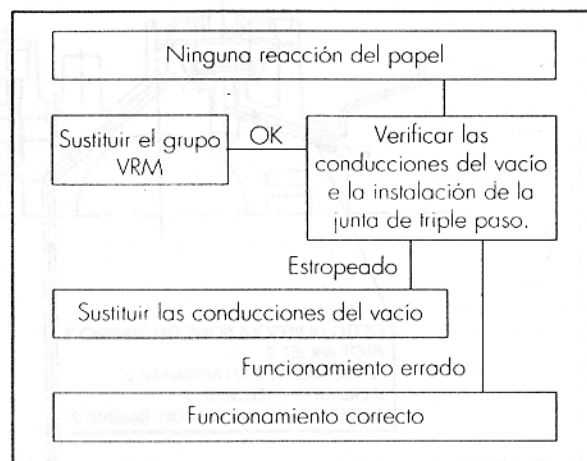 Ninguna reacción del papel
Sustituir el grupo
VRM
OK
Verificar las
conducciones del vacío
e la instalación de la
junta de triple paso.
Estropeado
Sustituir las conducciones del vacío
Funcionamiento errado
Funcionamiento correcto